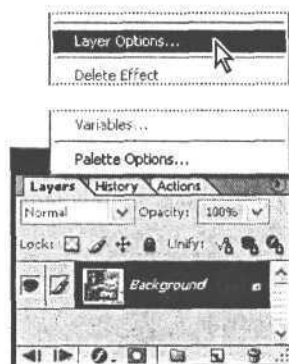 Layer Options...
Delete Effect
Variables...
Palette Options...
Layers History Actions
Normal Opacity: 100%
Lock: Unify:
Background